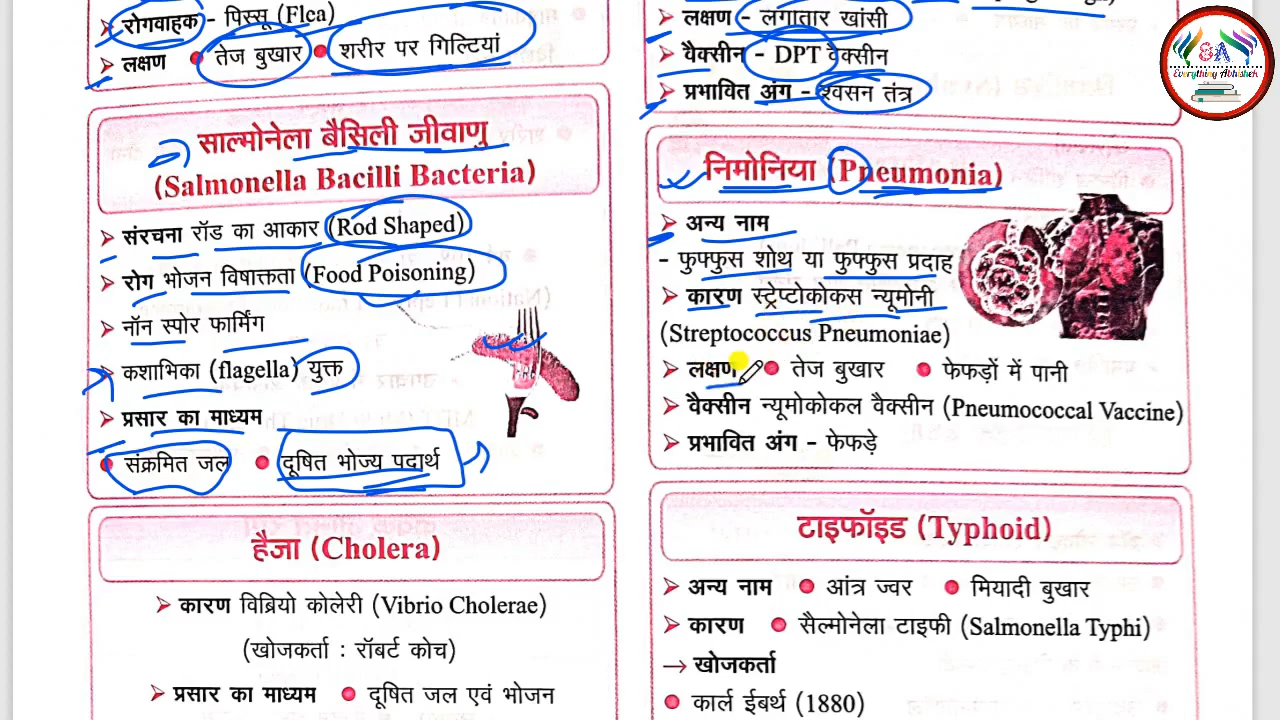 रोगवाहक - पिस्सू (Flea)
लक्षण • तेज बुखार • शरीर पर गिल्टियां
साल्मोनेला बैसिली जीवाणु
(Salmonella Bacilli Bacteria)
संरचना रॉड का आकार (Rod Shaped)
रोग भोजन विषाक्तता (Food Poisoning)
नॉन स्पोर फार्मिंग
कशाभिका (flagella) युक्त
प्रसार का माध्यम
• संक्रमित जल • दूषित भोज्य पदार्थ
हैजा (Cholera)
कारण विब्रियो कोलेरी (Vibrio Cholerae)
(खोजकर्ता : रॉबर्ट कोच)
प्रसार का माध्यम • दूषित जल एवं भोजन
लक्षण - लगातार खांसी
वैक्सीन - DPT वैक्सीन
प्रभावित अंग - श्वसन तंत्र
निमोनिया (Pneumonia)
अन्य नाम
- फुफ्फुस शोथ या फुफ्फुस प्रदाह
कारण स्ट्रेप्टोकोकस न्यूमोनी
(Streptococcus Pneumoniae)
लक्षण • तेज बुखार • फेफड़ों में पानी
वैक्सीन न्यूमोकोकल वैक्सीन (Pneumococcal Vaccine)
प्रभावित अंग - फेफड़े
टाइफॉइड (Typhoid)
अन्य नाम • आंत्र ज्वर • मियादी बुखार
कारण • सैल्मोनेला टाइफी (Salmonella Typhi)
→ खोजकर्ता
• कार्ल ईबर्थ (1880)
&A
Everything Abhishek